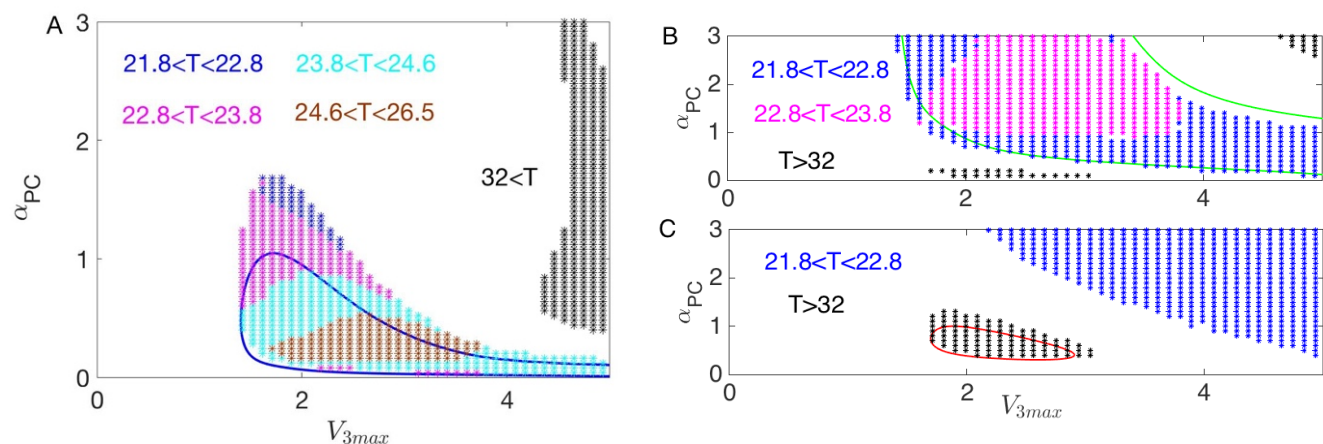 A
3
21.8<T<22.8 23.8<T<24.6
22.8<T<23.8 24.6<T<26.5
2
32<T
α_PC
1
0
0 2 4
V_3max
B
3
21.8<T<22.8
2
α_PC
22.8<T<23.8
1
T>32
0
0 2 4
C
3
21.8<T<22.8
2
α_PC
T>32
1
0
0 2 4
V_3max